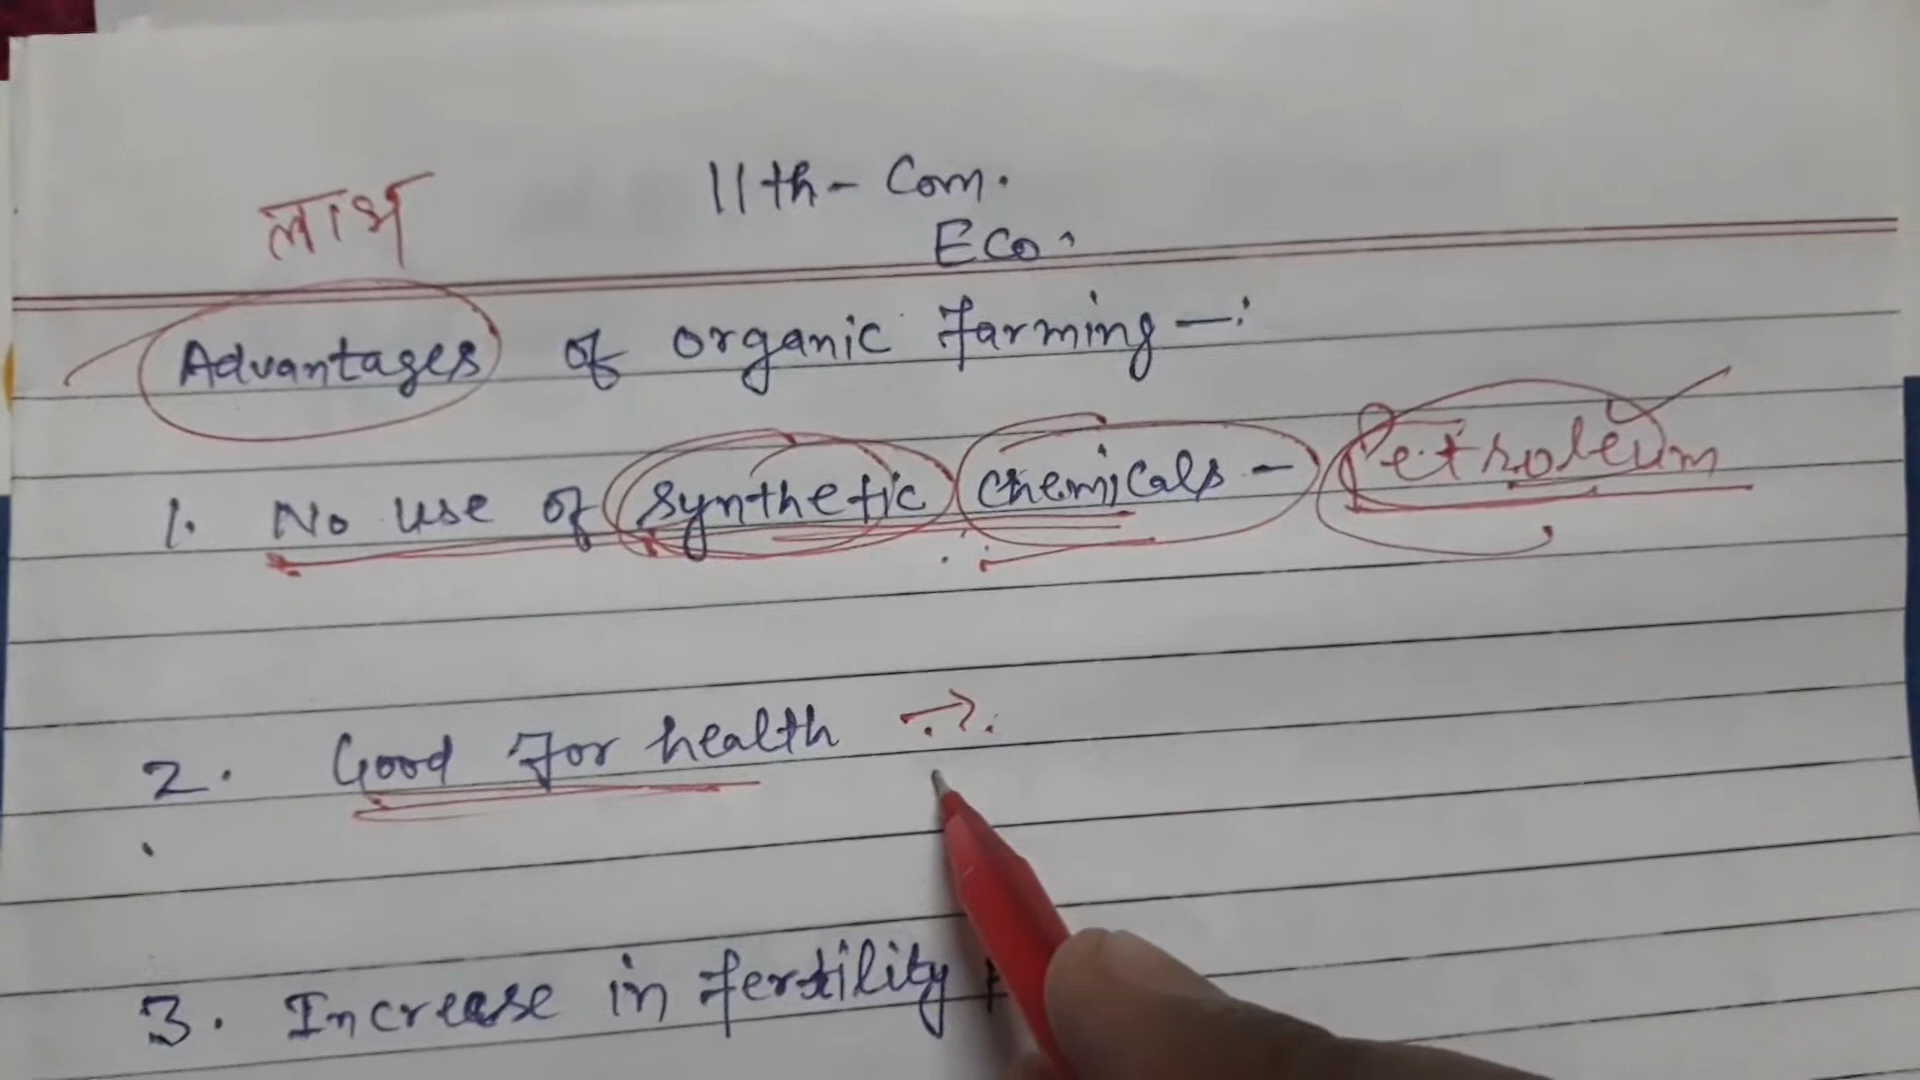 लाभ
11th - Com.
Eco.
Advantages of organic farming —:
1. No use of synthetic chemicals - Petroleum
2. Good for health →
3. Increase in fertility